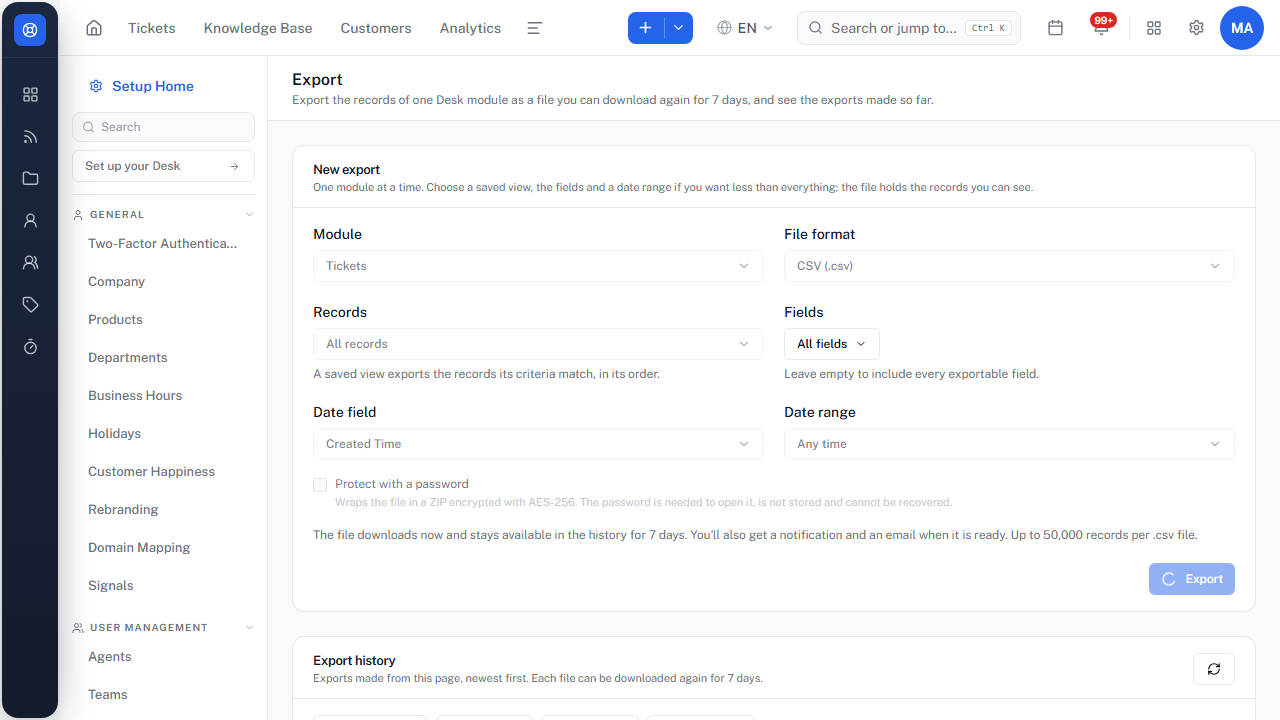 Tickets
Knowledge Base
Customers
Analytics
EN
Search or jump to...
Ctrl K
99+
MA
Setup Home
Search
Set up your Desk
GENERAL
Two-Factor Authentica...
Company
Products
Departments
Business Hours
Holidays
Customer Happiness
Rebranding
Domain Mapping
Signals
USER MANAGEMENT
Agents
Teams
Export
Export the records of one Desk module as a file you can download again for 7 days, and see the exports made so far.
New export
One module at a time. Choose a saved view, the fields and a date range if you want less than everything; the file holds the records you can see.
Module
File format
Tickets
CSV (.csv)
Records
Fields
All records
All fields
A saved view exports the records its criteria match, in its order.
Leave empty to include every exportable field.
Date field
Date range
Created Time
Any time
Protect with a password
Wraps the file in a ZIP encrypted with AES-256. The password is needed to open it, is not stored and cannot be recovered.
The file downloads now and stays available in the history for 7 days. You'll also get a notification and an email when it is ready. Up to 50,000 records per .csv file.
Export
Export history
Exports made from this page, newest first. Each file can be downloaded again for 7 days.